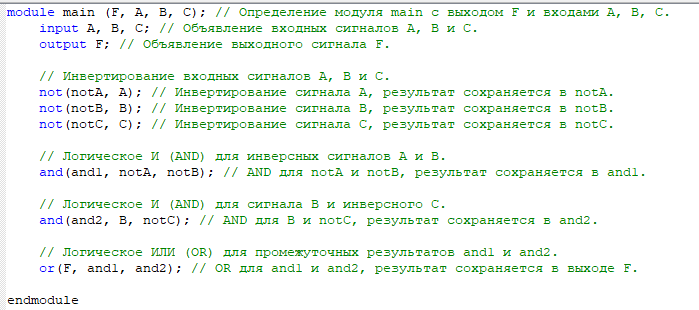 module main (F, A, B, C); // Определение модуля main с выходом F и входами A, B, C.
input A, B, C; // Объявление входных сигналов A, B и C.
output F; // Объявление выходного сигнала F.
// Инвертирование входных сигналов A, B и C.
not(notA, A); // Инвертирование сигнала A, результат сохраняется в notA.
not(notB, B); // Инвертирование сигнала B, результат сохраняется в notB.
not(notC, C); // Инвертирование сигнала C, результат сохраняется в notC.
// Логическое И (AND) для инверсных сигналов A и B.
and(and1, notA, notB); // AND для notA и notB, результат сохраняется в and1.
// Логическое И (AND) для сигнала B и инверсного C.
and(and2, B, notC); // AND для B и notC, результат сохраняется в and2.
// Логическое ИЛИ (OR) для промежуточных результатов and1 и and2.
or(F, and1, and2); // OR для and1 и and2, результат сохраняется в выходе F.
endmodule